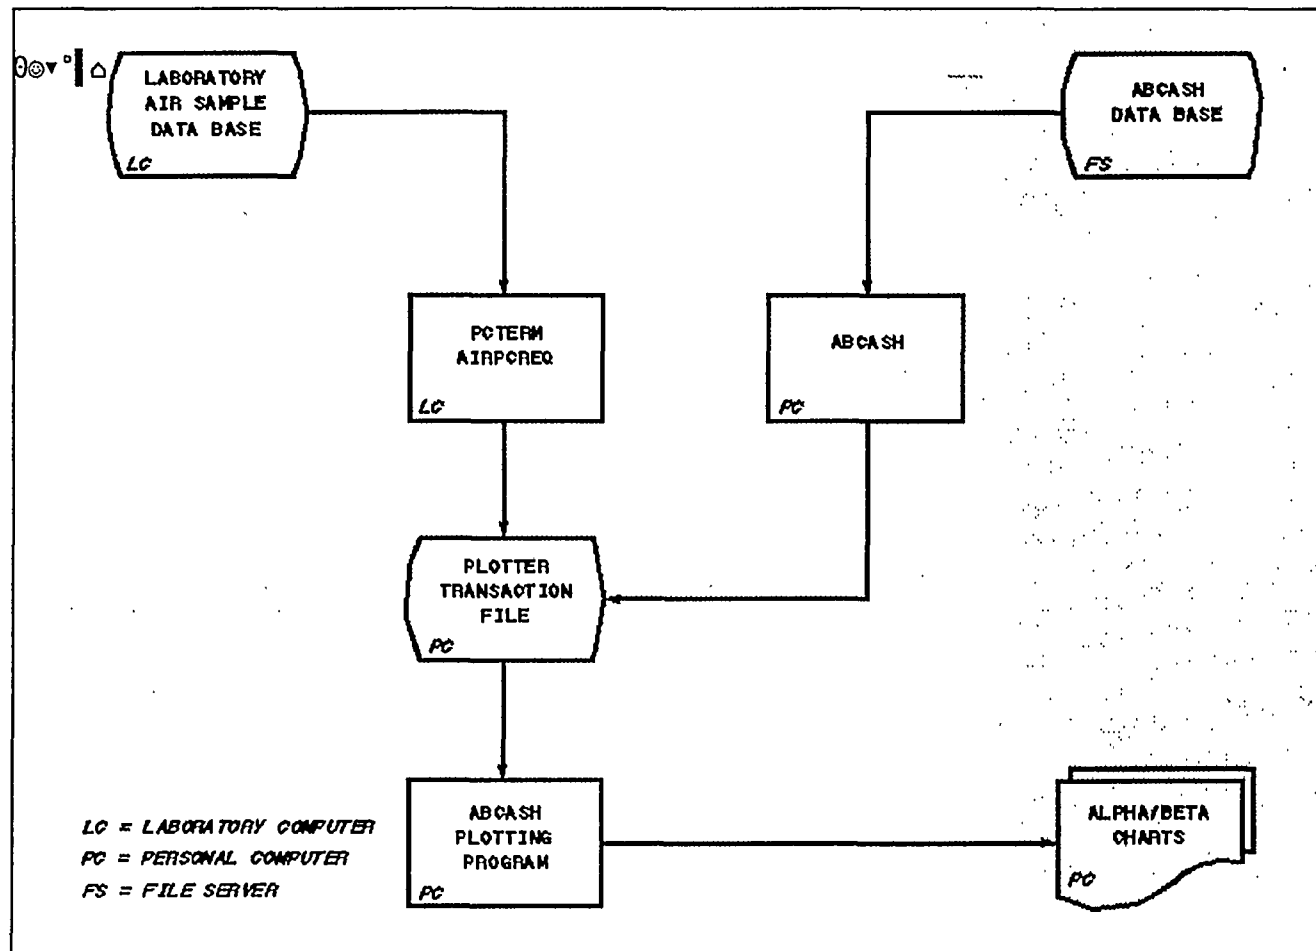 LABORATORY
AIR SAMPLE
DATA BASE
LC
ABCASH
DATA BASE
FS
PCTERM
AIRPCREQ
LC
ABCASH
PC
PLOTTER
TRANSACTION
FILE
PC
ABCASH
PLOTTING
PROGRAM
PC
ALPHA/BETA
CHARTS
PC
LC = LABORATORY COMPUTER
PC = PERSONAL COMPUTER
FS = FILE SERVER